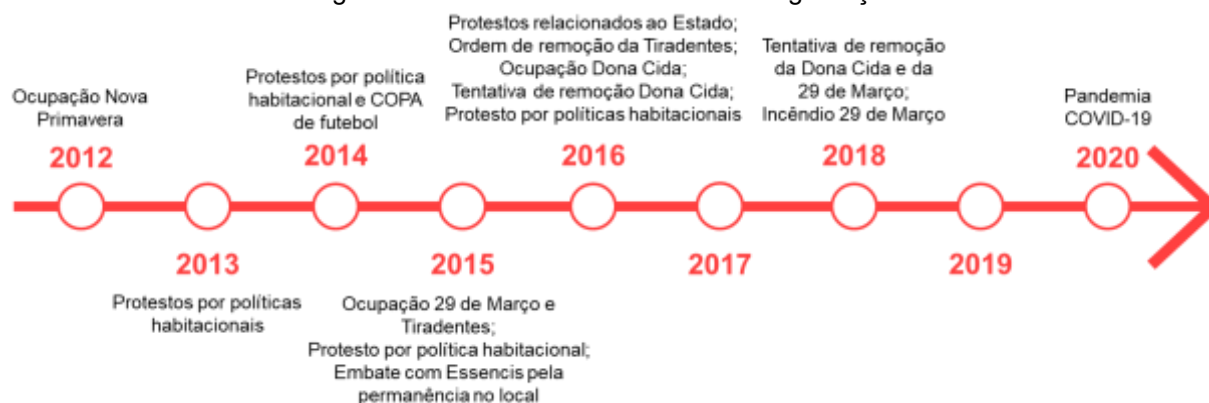 Ocupação Nova
Primavera
2012
Protestos por políticas
habitacionais
2013
Protestos por política
habitacional e COPA
de futebol
2014
Ocupação 29 de Março e
Tiradentes;
Protesto por política habitacional;
Embate com Essencis pela
permanência no local
2015
Protestos relacionados ao Estado;
Ordem de remoção da Tiradentes;
Ocupação Dona Cida;
Tentativa de remoção Dona Cida;
Protesto por políticas habitacionais
2016
2017
Tentativa de remoção
da Dona Cida e da
29 de Março;
Incêndio 29 de Março
2018
2019
Pandemia
COVID-19
2020